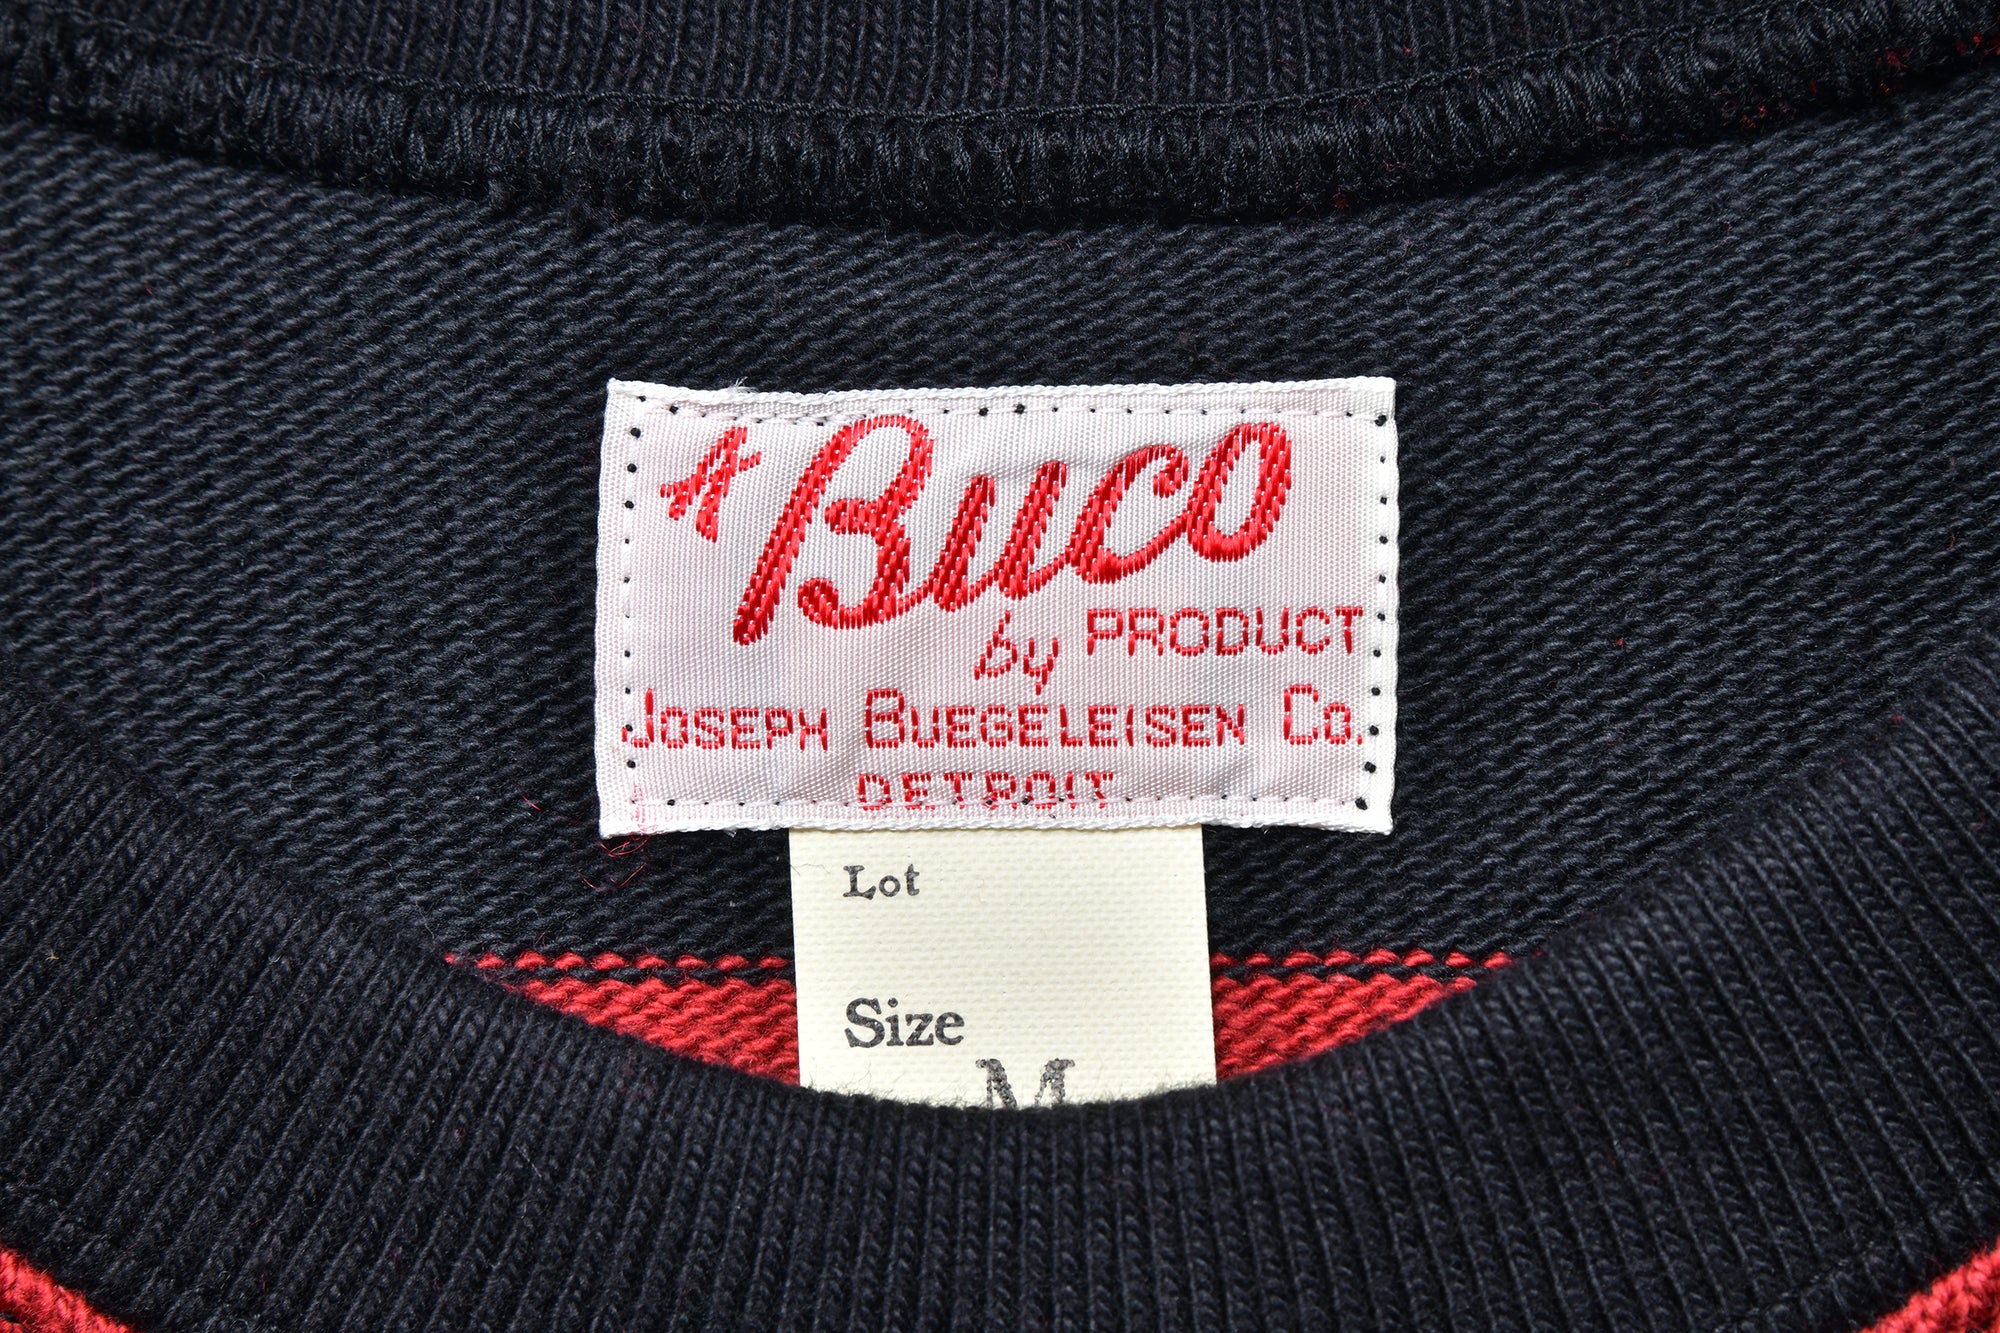 A Buco
by PRODUCT
JOSEPH BUEGELEISEN CO.
DETROIT
Lot
Size
M